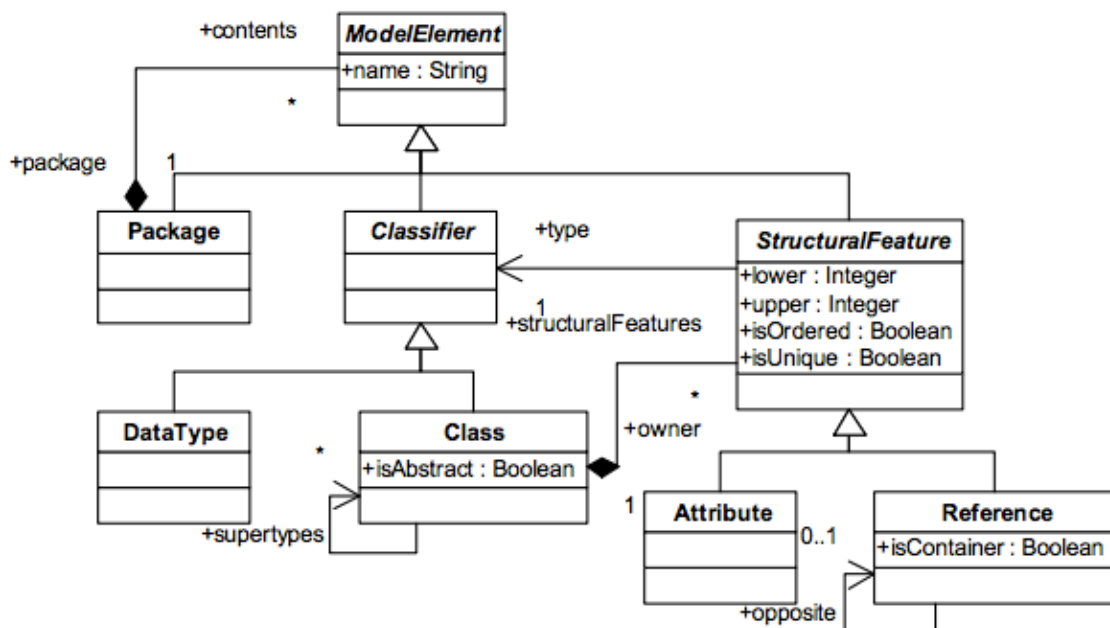 +contents
ModelElement
+name : String
*
+package
1
Package
Classifier
+type
StructuralFeature
+lower : Integer
+upper : Integer
+isOrdered : Boolean
+isUnique : Boolean
1
+structuralFeatures
*
DataType
Class
+owner
*
+isAbstract : Boolean
+supertypes
1
Attribute
0..1
Reference
+isContainer : Boolean
+opposite